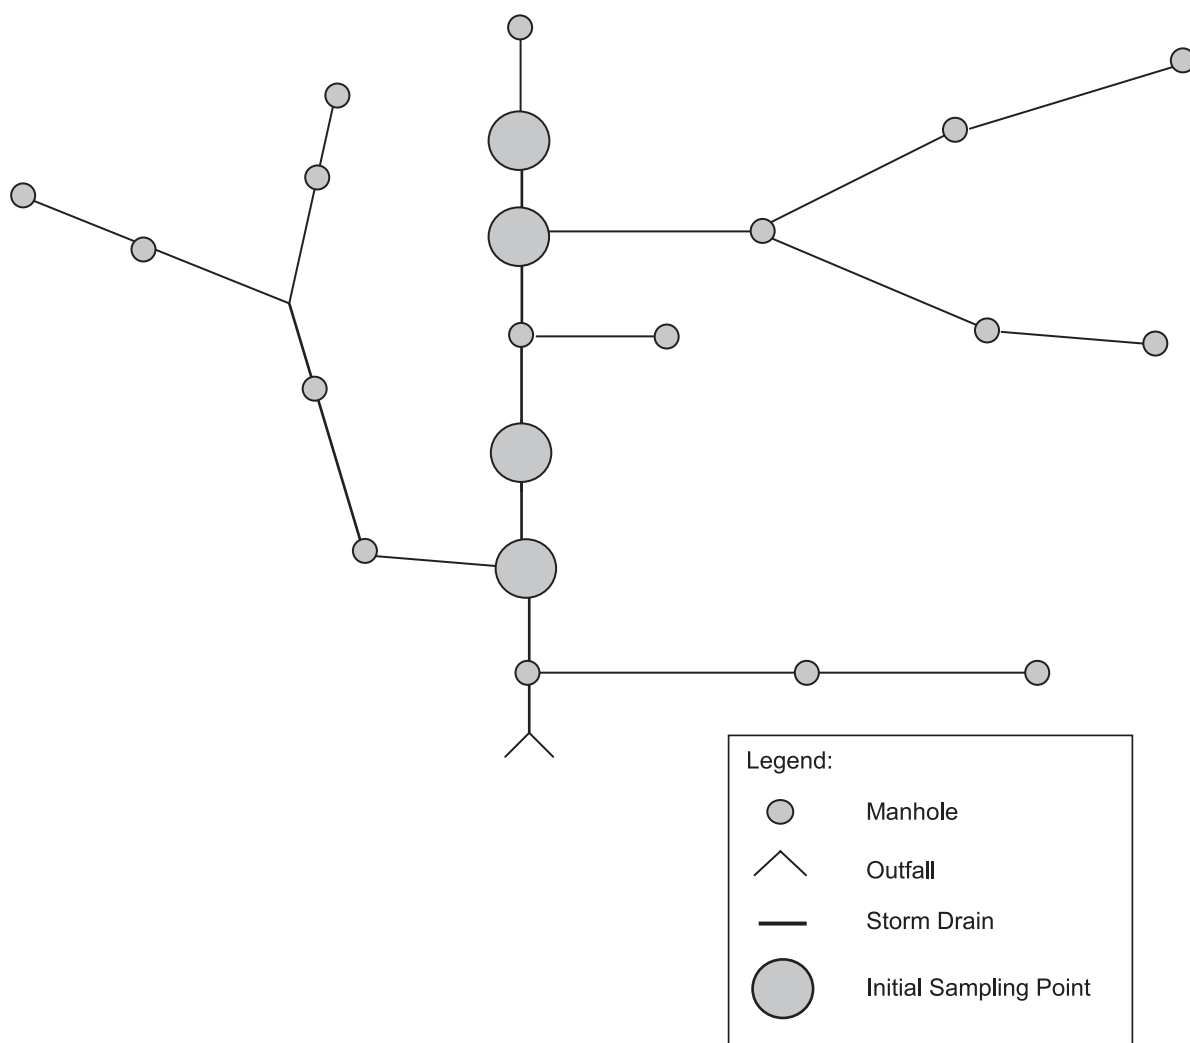 Legend:
Manhole
Outfall
Storm Drain
Initial Sampling Point